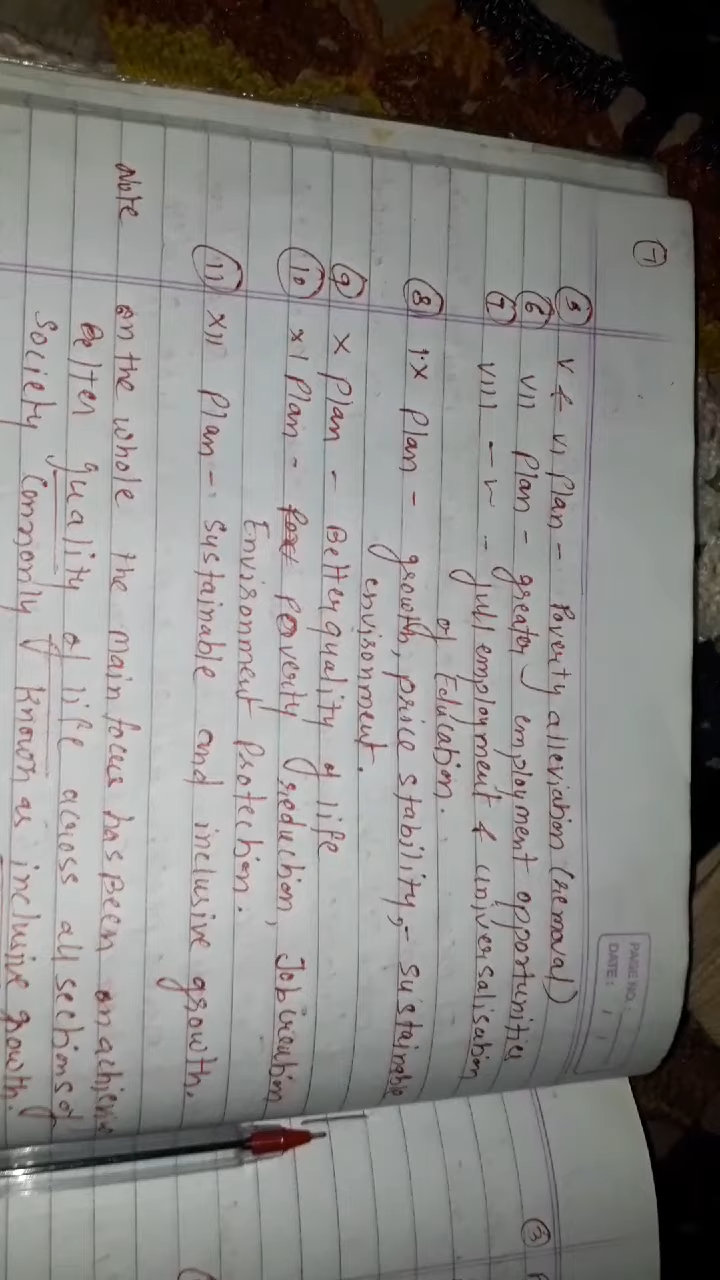 7
PAGE NO.:
DATE: / /
5 V & VI Plan - Poverty alleviation (removal)
6 VII Plan - greater employment opportunities
7 VIII - " - full employment & universalisation
of Education.
8 IX Plan - growth, price stability, - sustainable
environment.
9 X Plan - Better quality of life
10 XI Plan - Poverity reduction, Job creation
Environment Protection.
11 XII Plan - Sustainable and inclusive growth.
Note on the whole the main focus has been on achieve
Better quality of life across all sections of
society commonly known as inclusive growth.
3